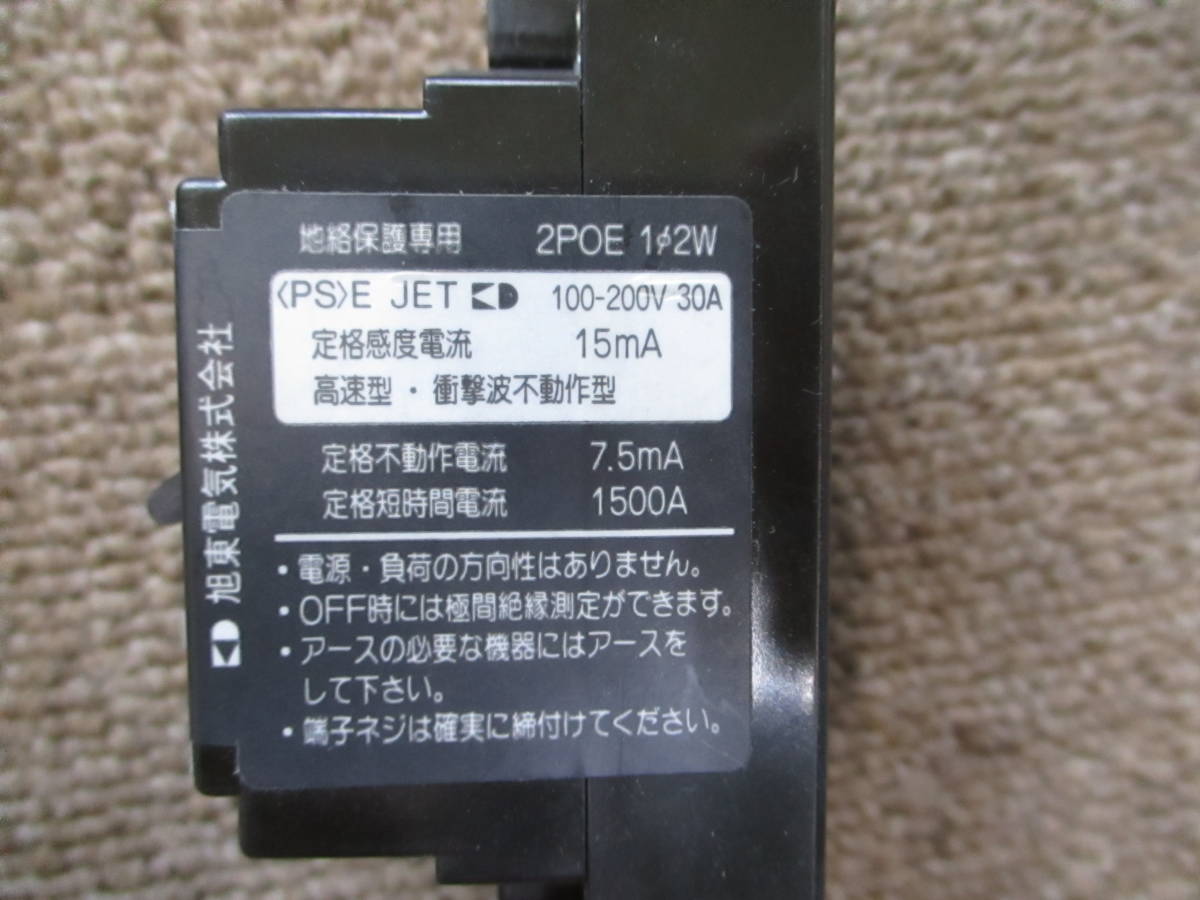 地絡保護専用 2P0E 1φ2W
<PS>E JET 100-200V 30A
定格感度電流 15mA
高速型・衝撃波不動作型
定格不動作電流 7.5mA
定格短時間電流 1500A
・電源・負荷の方向性はありません。
・OFF時には極間絶縁測定ができます。
・アースの必要な機器にはアースを
して下さい。
・端子ネジは確実に締付けてください。
旭東電気株式会社